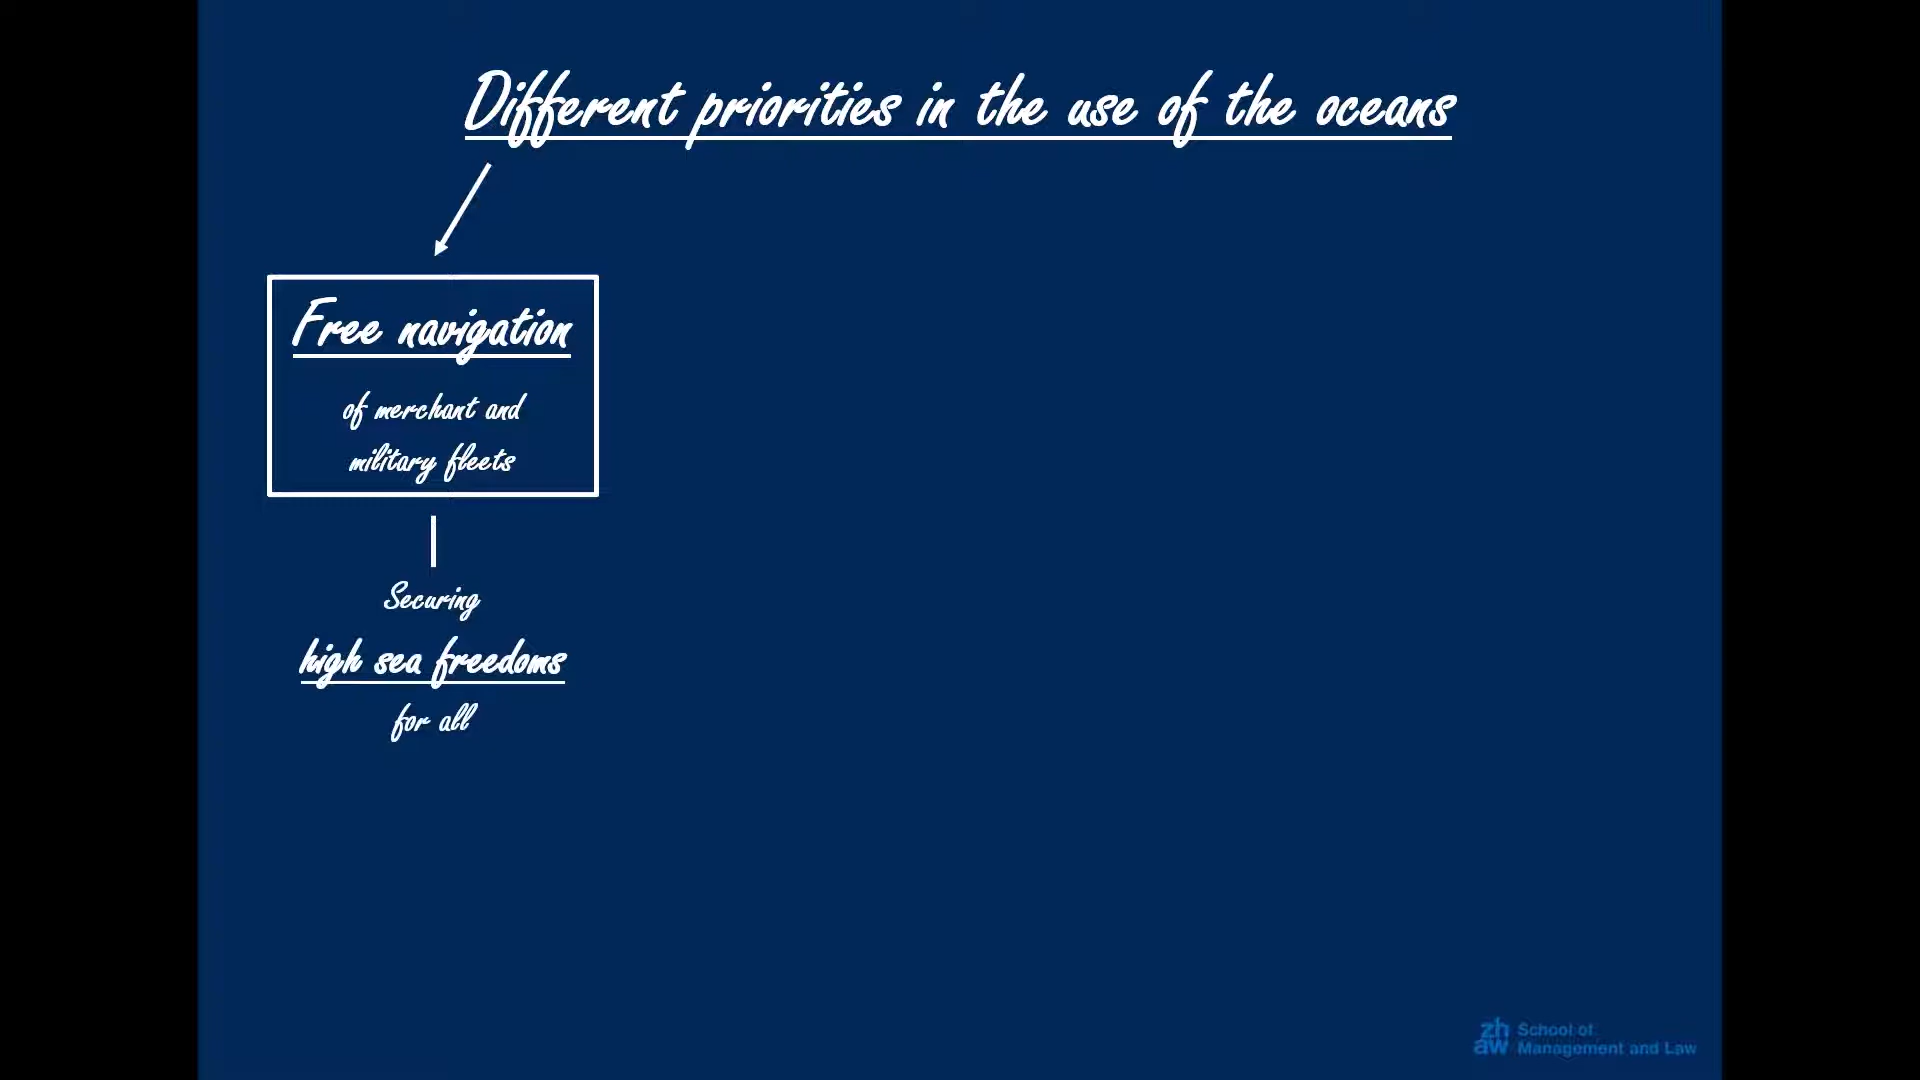 Different priorities in the use of the oceans
Free navigation
of merchant and
military fleets
Securing
high sea freedoms
for all
zh
aw
School of
Management and Law